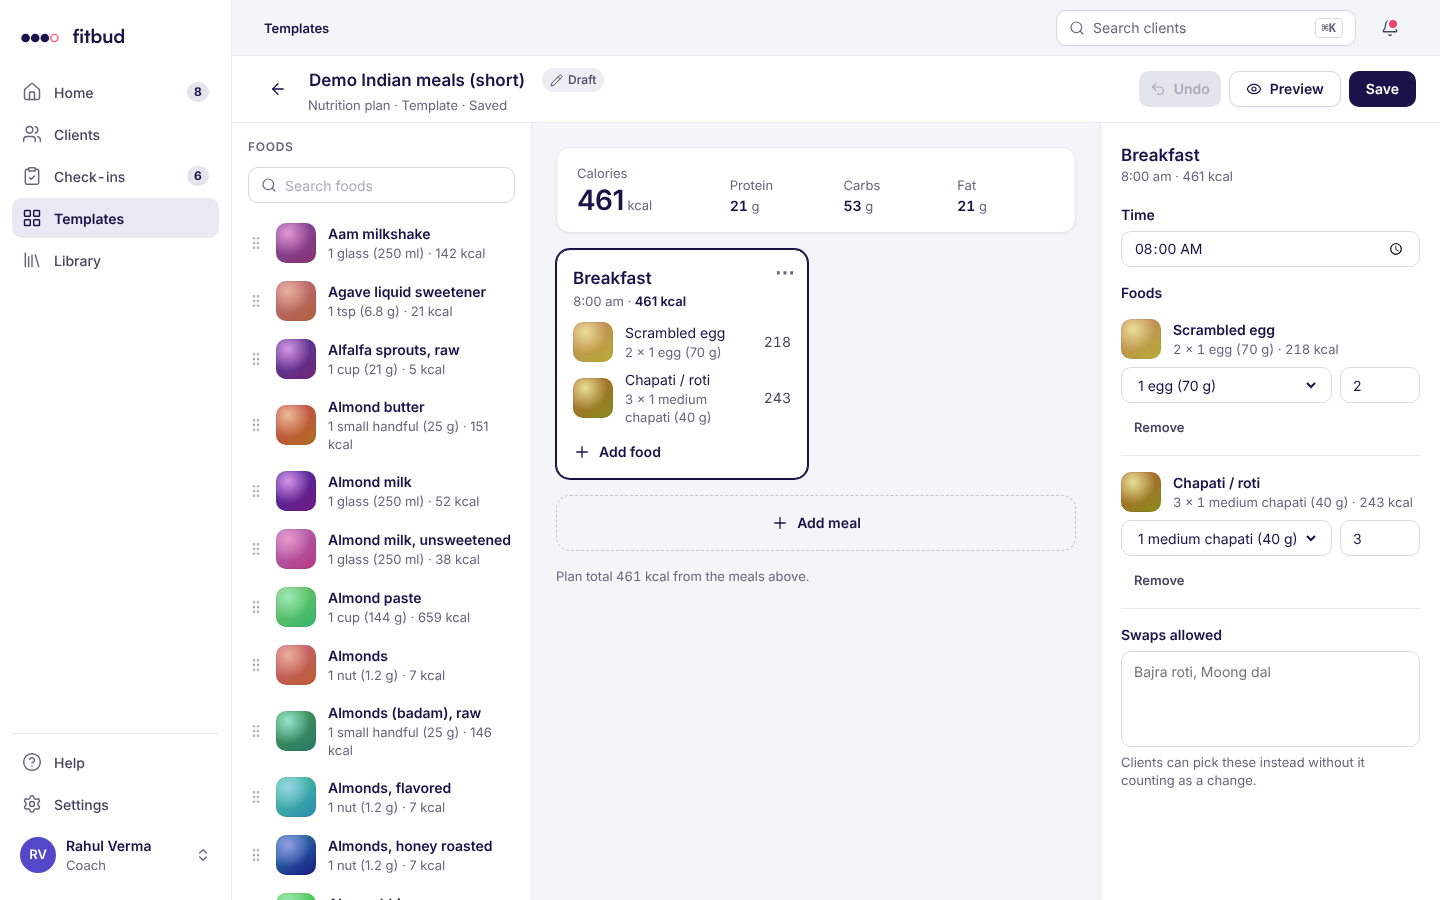 fitbud
Home
8
Clients
Check-ins
6
Templates
Library
Help
Settings
RV
Rahul Verma
Coach
Templates
Search clients
⌘K
Demo Indian meals (short)
Draft
Nutrition plan · Template · Saved
Undo
Preview
Save
FOODS
Search foods
Aam milkshake
1 glass (250 ml) · 142 kcal
Agave liquid sweetener
1 tsp (6.8 g) · 21 kcal
Alfalfa sprouts, raw
1 cup (21 g) · 5 kcal
Almond butter
1 small handful (25 g) · 151
kcal
Almond milk
1 glass (250 ml) · 52 kcal
Almond milk, unsweetened
1 glass (250 ml) · 38 kcal
Almond paste
1 cup (144 g) · 659 kcal
Almonds
1 nut (1.2 g) · 7 kcal
Almonds (badam), raw
1 small handful (25 g) · 146
kcal
Almonds, flavored
1 nut (1.2 g) · 7 kcal
Almonds, honey roasted
1 nut (1.2 g) · 7 kcal
Calories
461 kcal
Protein
21 g
Carbs
53 g
Fat
21 g
Breakfast
8:00 am · 461 kcal
Scrambled egg
2 × 1 egg (70 g)
218
Chapati / roti
3 × 1 medium
chapati (40 g)
243
Add food
Add meal
Plan total 461 kcal from the meals above.
Breakfast
8:00 am · 461 kcal
Time
08:00 AM
Foods
Scrambled egg
2 × 1 egg (70 g) · 218 kcal
1 egg (70 g)
2
Remove
Chapati / roti
3 × 1 medium chapati (40 g) · 243 kcal
1 medium chapati (40 g)
3
Remove
Swaps allowed
Bajra roti, Moong dal
Clients can pick these instead without it
counting as a change.